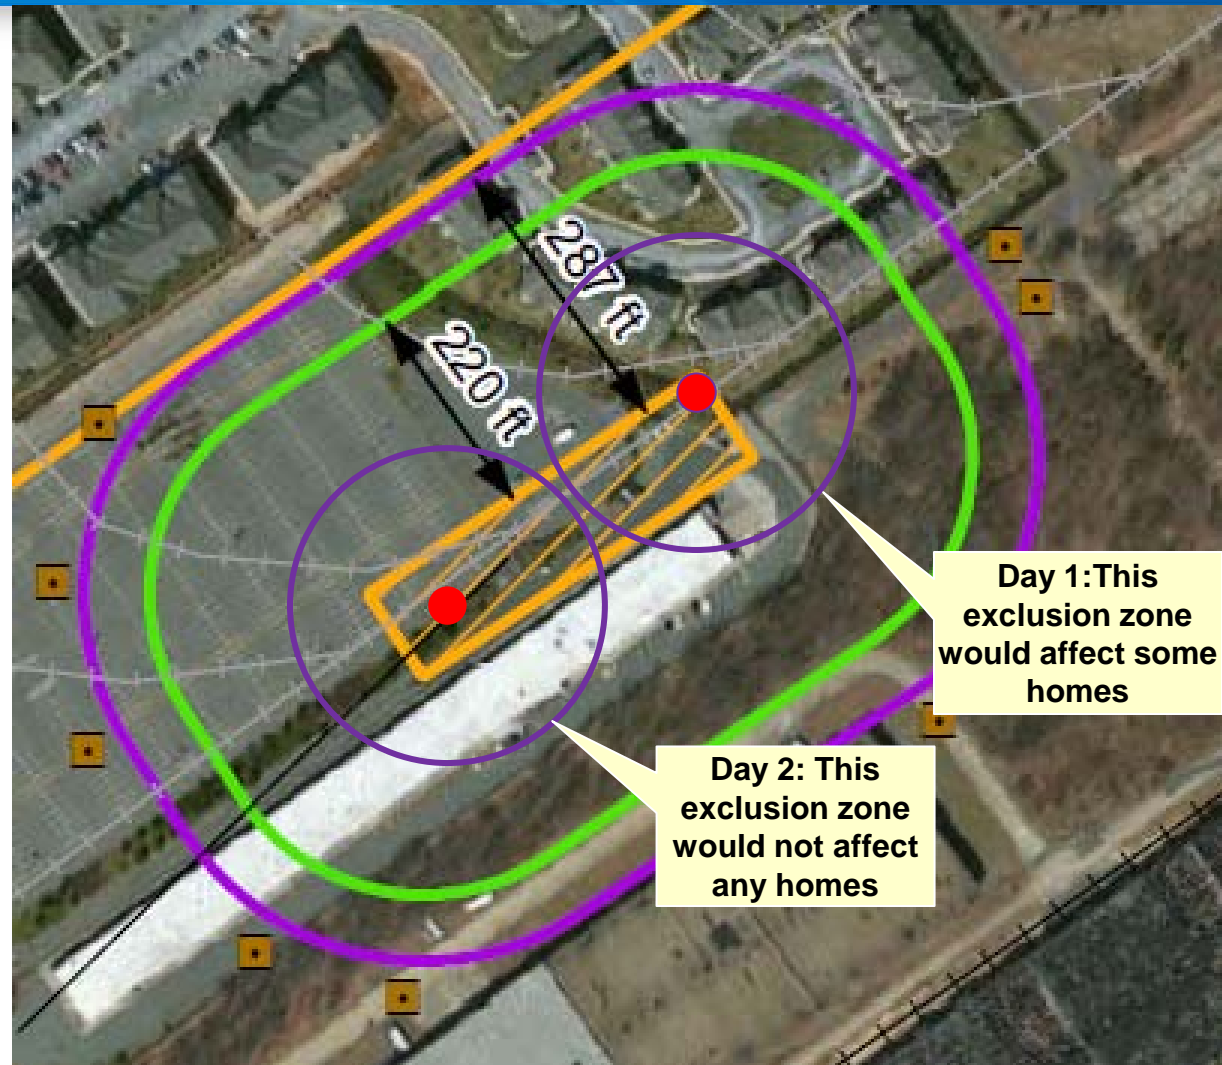 287 ft
220 ft
Day 1:This
exclusion zone
would affect some
homes
Day 2: This
exclusion zone
would not affect
any homes